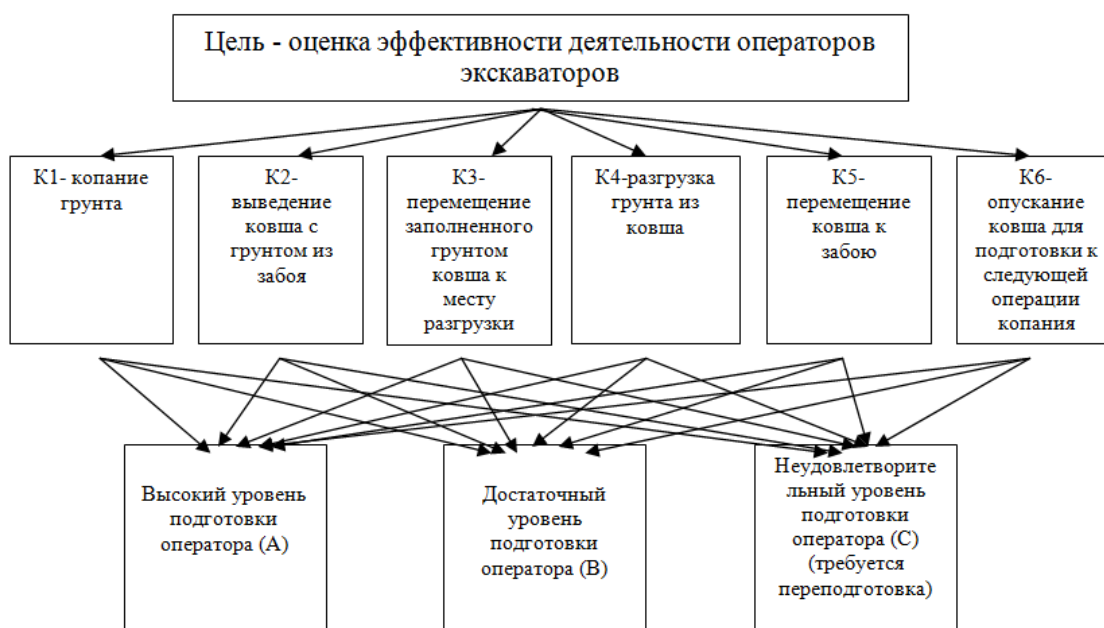 Цель - оценка эффективности деятельности операторов
экскаваторов
К1- копание
грунта
К2-
выведение
ковша с
грунтом из
забоя
К3-
перемещение
заполненного
грунтом
ковша к
месту
разгрузки
К4-разгрузка
грунта из
ковша
К5-
перемещение
ковша к
забою
К6-
опускание
ковша для
подготовки к
следующей
операции
копания
Высокий уровень
подготовки
оператора (А)
Достаточный
уровень
подготовки
оператора (В)
Неудовлетворите
льный уровень
подготовки
оператора (С)
(требуется
переподготовка)